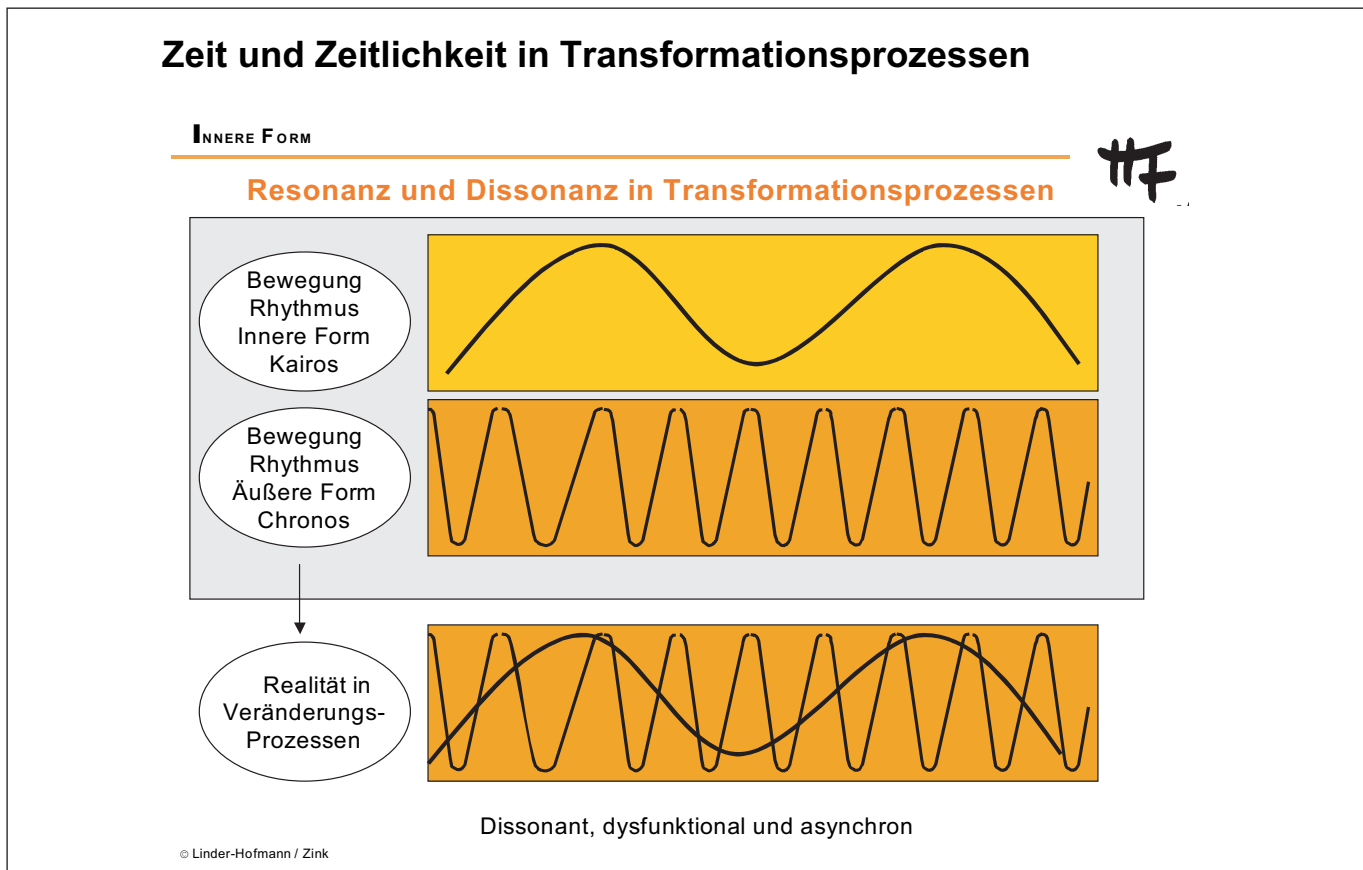 Zeit und Zeitlichkeit in Transformationsprozessen
INNERE FORM
Resonanz und Dissonanz in Transformationsprozessen
Bewegung
Rhythmus
Innere Form
Kairos
Bewegung
Rhythmus
Äußere Form
Chronos
Realität in
Veränderungs-
Prozessen
Dissonant, dysfunktional und asynchron
© Linder-Hofmann / Zink